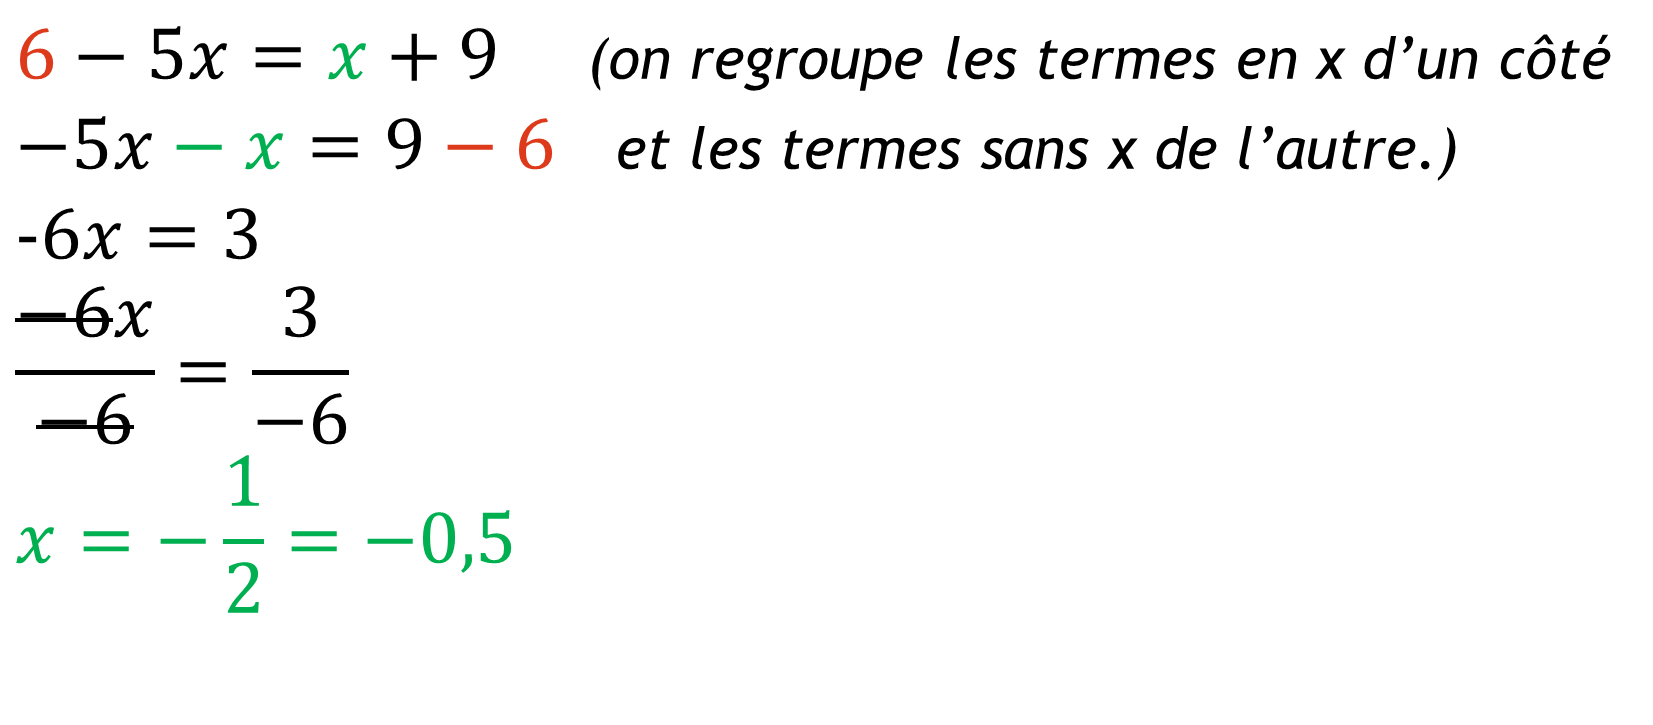 6 − 5x = x + 9 (on regroupe les termes en x d’un côté
−5x − x = 9 − 6 et les termes sans x de l’autre.)
-6x = 3
−6x/−6 = 3/−6
x = −1/2 = −0,5